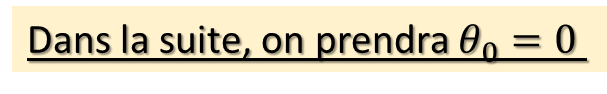 Dans la suite, on prendra θ₀ = 0